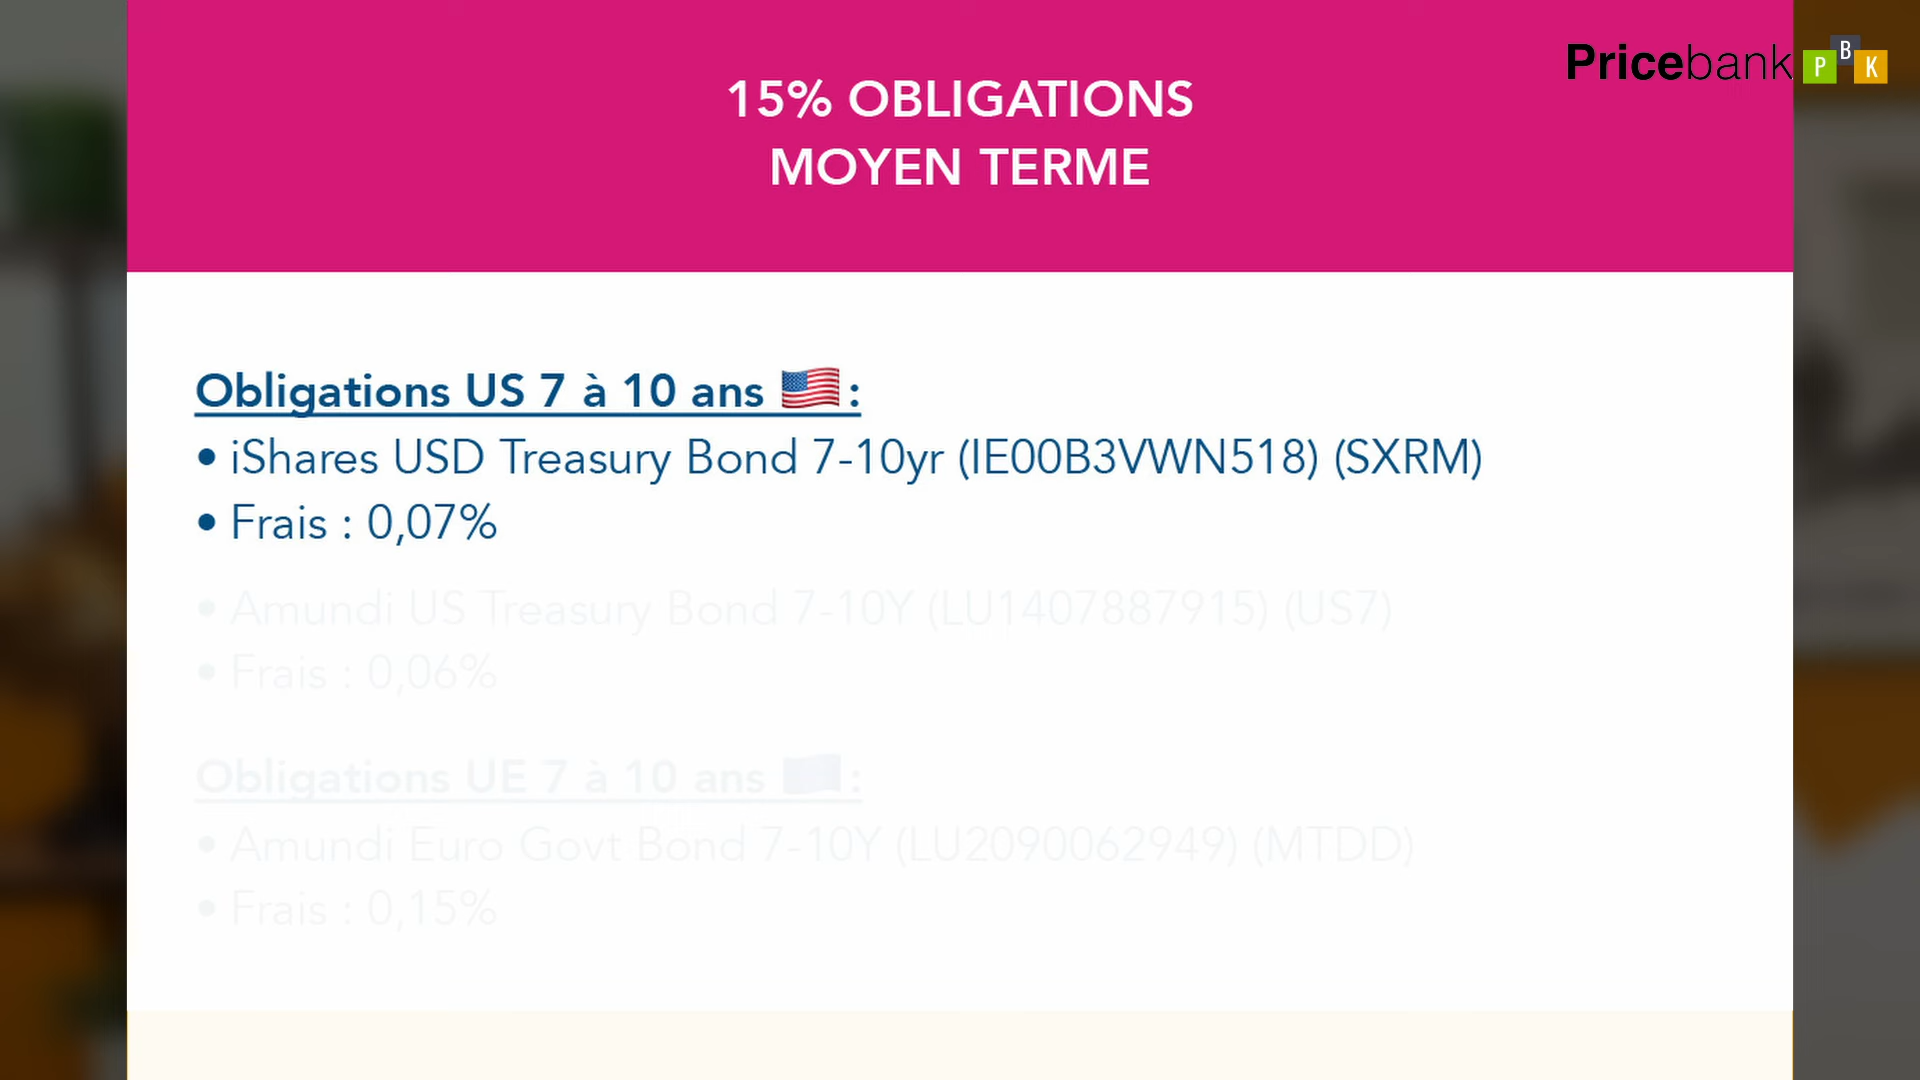 15% OBLIGATIONS
MOYEN TERME
Pricebank
P B K
Obligations US 7 à 10 ans 🇺🇸 :
• iShares USD Treasury Bond 7-10yr (IE00B3VWN518) (SXRM)
• Frais : 0,07%
• Amundi US Treasury Bond 7-10Y (LU1407887915) (US7)
• Frais : 0,06%
Obligations UE 7 à 10 ans :
• Amundi Euro Govt Bond 7-10Y (LU2090062949) (MTDD)
• Frais : 0,15%